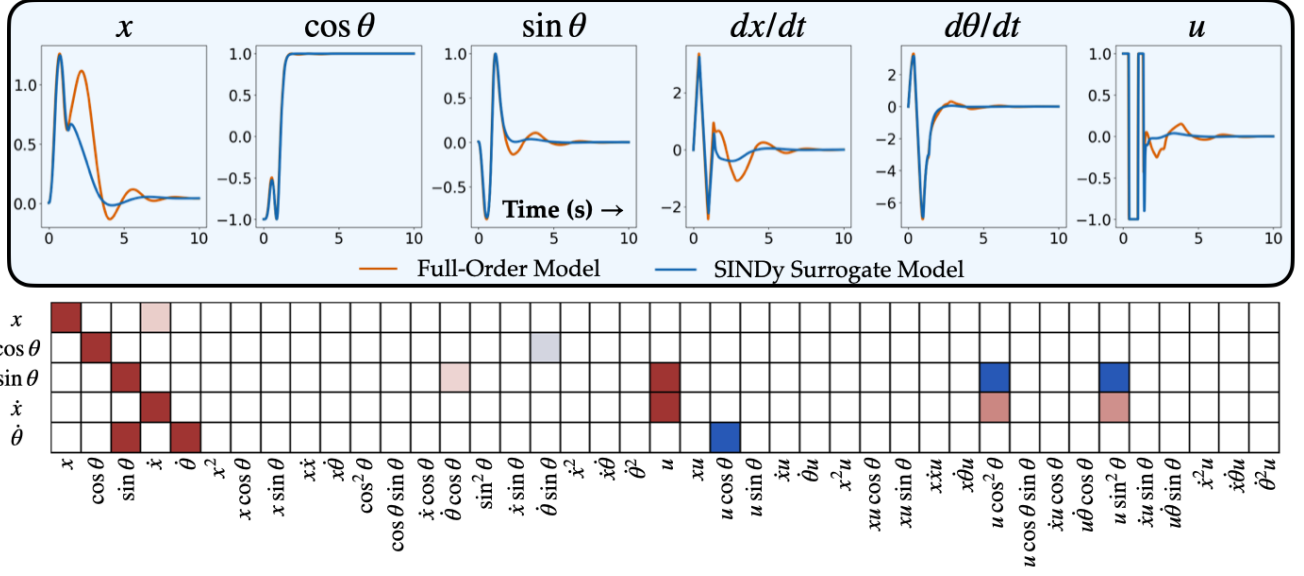 x cos θ sin θ dx/dt dθ/dt u
1.0 0.5 0.0 0 5 10
1.0 0.5 0.0 −0.5 −1.0 0 5 10
1.0 0.5 0.0 −0.5 0 5 10
2 0 −2 0 5 10
2 0 −2 −4 −6 0 5 10
1.0 0.5 0.0 −0.5 −1.0 0 5 10
Time (s) →
Full-Order Model
SINDy Surrogate Model
x
cos θ
sin θ
ẋ
θ̇
x
cos θ
sin θ
ẋ
θ̇
x²
x cos θ
x sin θ
xẋ
xθ̇
cos² θ
cos θ sin θ
ẋ cos θ
θ̇ cos θ
sin² θ
ẋ sin θ
θ̇ sin θ
ẋ²
ẋθ̇
θ̇²
u
xu
u cos θ
u sin θ
ẋu
θ̇u
x²u
xu cos θ
xu sin θ
xẋu
xθ̇u
u cos² θ
u cos θ sin θ
ẋu cos θ
uθ̇ cos θ
u sin² θ
ẋu sin θ
uθ̇ sin θ
ẋ²u
ẋθ̇u
θ̇²u